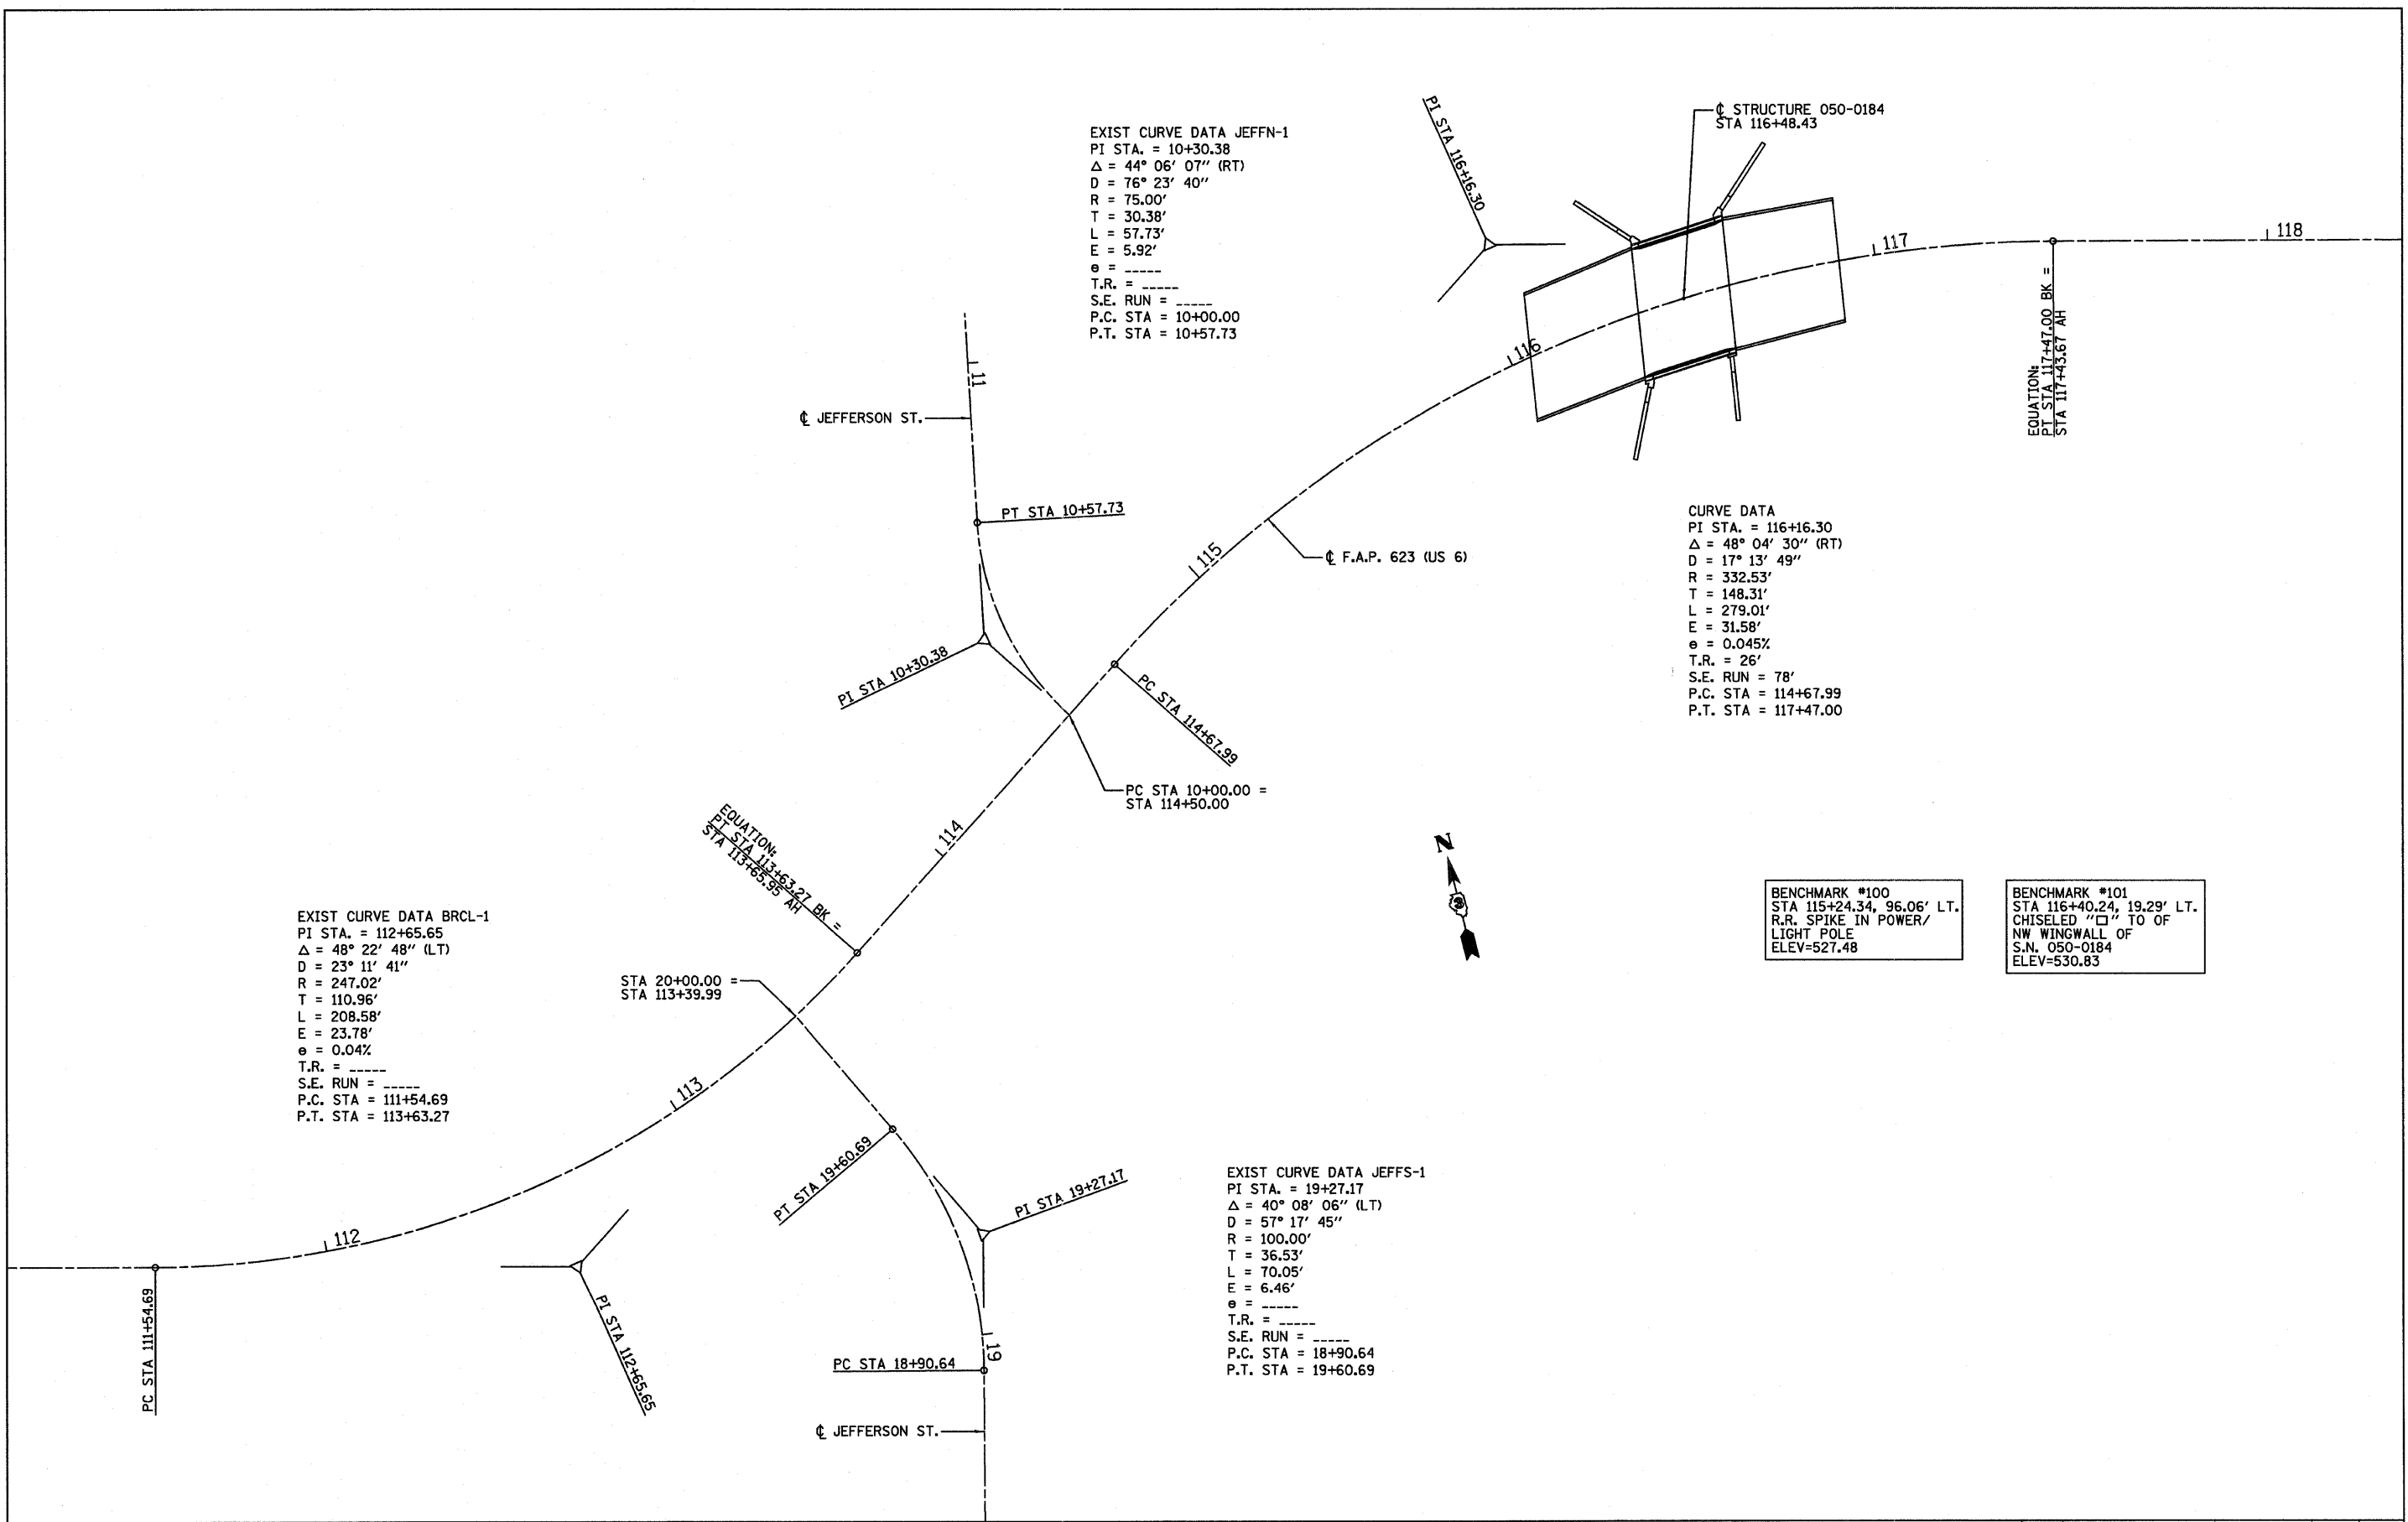 EXIST CURVE DATA JEFFN-1
PI STA. = 10+30.38
Δ = 44° 06' 07" (RT)
D = 76° 23' 40"
R = 75.00'
T = 30.38'
L = 57.73'
E = 5.92'
e = _____
T.R. = _____
S.E. RUN = _____
P.C. STA = 10+00.00
P.T. STA = 10+57.73
PI STA 116+16.30
℄ STRUCTURE 050-0184
STA 116+48.43
118
117
116
EQUATION:
PT STA 117+47.00 BK =
STA 117+43.67 AH
11
℄ JEFFERSON ST.
PT STA 10+57.73
115
℄ F.A.P. 623 (US 6)
CURVE DATA
PI STA. = 116+16.30
Δ = 48° 04' 30" (RT)
D = 17° 13' 49"
R = 332.53'
T = 148.31'
L = 279.01'
E = 31.58'
e = 0.045%
T.R. = 26'
S.E. RUN = 78'
P.C. STA = 114+67.99
P.T. STA = 117+47.00
PI STA 10+30.38
PC STA 114+67.99
PC STA 10+00.00 =
STA 114+50.00
114
EQUATION:
PT STA 113+63.27 BK =
STA 113+65.95 AH
N
BENCHMARK #100
STA 115+24.34, 96.06' LT.
R.R. SPIKE IN POWER/
LIGHT POLE
ELEV=527.48
BENCHMARK #101
STA 116+40.24, 19.29' LT.
CHISELED "□" TO OF
NW WINGWALL OF
S.N. 050-0184
ELEV=530.83
EXIST CURVE DATA BRCL-1
PI STA. = 112+65.65
Δ = 48° 22' 48" (LT)
D = 23° 11' 41"
R = 247.02'
T = 110.96'
L = 208.58'
E = 23.78'
e = 0.04%
T.R. = _____
S.E. RUN = _____
P.C. STA = 111+54.69
P.T. STA = 113+63.27
STA 20+00.00 =
STA 113+39.99
113
PT STA 19+60.69
PI STA 19+27.17
EXIST CURVE DATA JEFFS-1
PI STA. = 19+27.17
Δ = 40° 08' 06" (LT)
D = 57° 17' 45"
R = 100.00'
T = 36.53'
L = 70.05'
E = 6.46'
e = _____
T.R. = _____
S.E. RUN = _____
P.C. STA = 18+90.64
P.T. STA = 19+60.69
112
PC STA 111+54.69
PI STA 112+65.65
19
PC STA 18+90.64
℄ JEFFERSON ST.